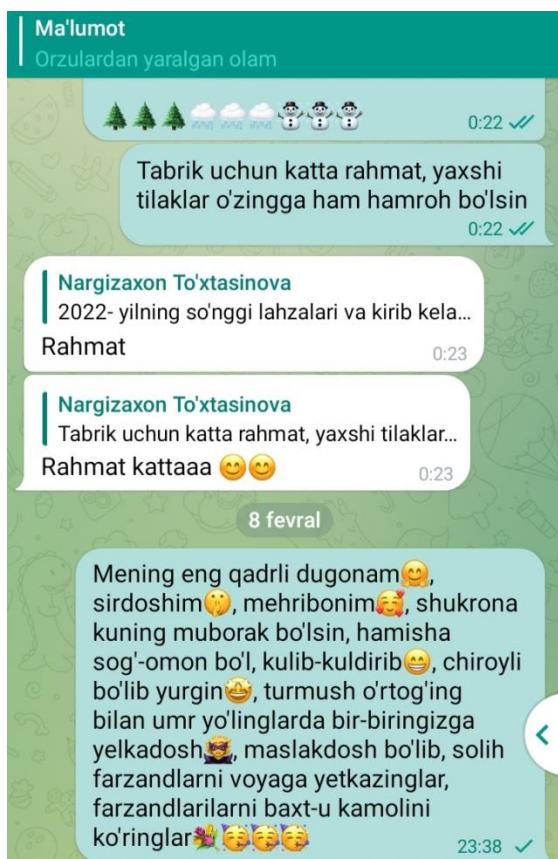 Ma'lumot
Orzulardan yaralgan olam
🌲🌲🌲🌨🌨🌨☃☃☃
0:22
Tabrik uchun katta rahmat, yaxshi
tilaklar o'zingga ham hamroh bo'lsin
0:22
Nargizaxon To'xtasinova
2022- yilning so'nggi lahzalari va kirib kela...
Rahmat
0:23
Nargizaxon To'xtasinova
Tabrik uchun katta rahmat, yaxshi tilaklar...
Rahmat kattaaa 😊😊
0:23
8 fevral
Mening eng qadrli dugonam🤗,
sirdoshim🤫, mehribonim🥰, shukrona
kuning muborak bo'lsin, hamisha
sog'-omon bo'l, kulib-kuldirib😁, chiroyli
bo'lib yurgin🤩, turmush o'rtog'ing
bilan umr yo'linglarda bir-biringizga
yelkadosh🦹, maslakdosh bo'lib, solih
farzandlarni voyaga yetkazinglar,
farzandlarilarni baxt-u kamolini
ko'ringlar💐🥳🥳🥳
23:38